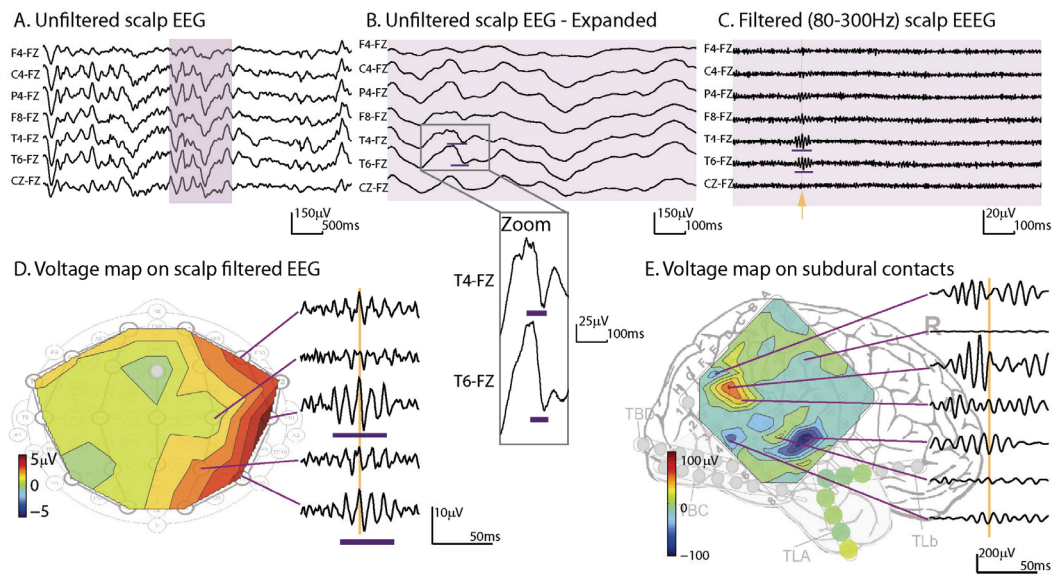 A. Unfiltered scalp EEG
F4-FZ
C4-FZ
P4-FZ
F8-FZ
T4-FZ
T6-FZ
CZ-FZ
150µV
500ms
B. Unfiltered scalp EEG - Expanded
F4-FZ
C4-FZ
P4-FZ
F8-FZ
T4-FZ
T6-FZ
CZ-FZ
150µV
100ms
Zoom
T4-FZ
T6-FZ
25µV
100ms
C. Filtered (80-300Hz) scalp EEEG
F4-FZ
C4-FZ
P4-FZ
F8-FZ
T4-FZ
T6-FZ
CZ-FZ
20µV
100ms
D. Voltage map on scalp filtered EEG
5 µV
0
−5
10µV
50ms
E. Voltage map on subdural contacts
R
TBD
TLA
TLb
100 µV
0
-100
200µV
50ms